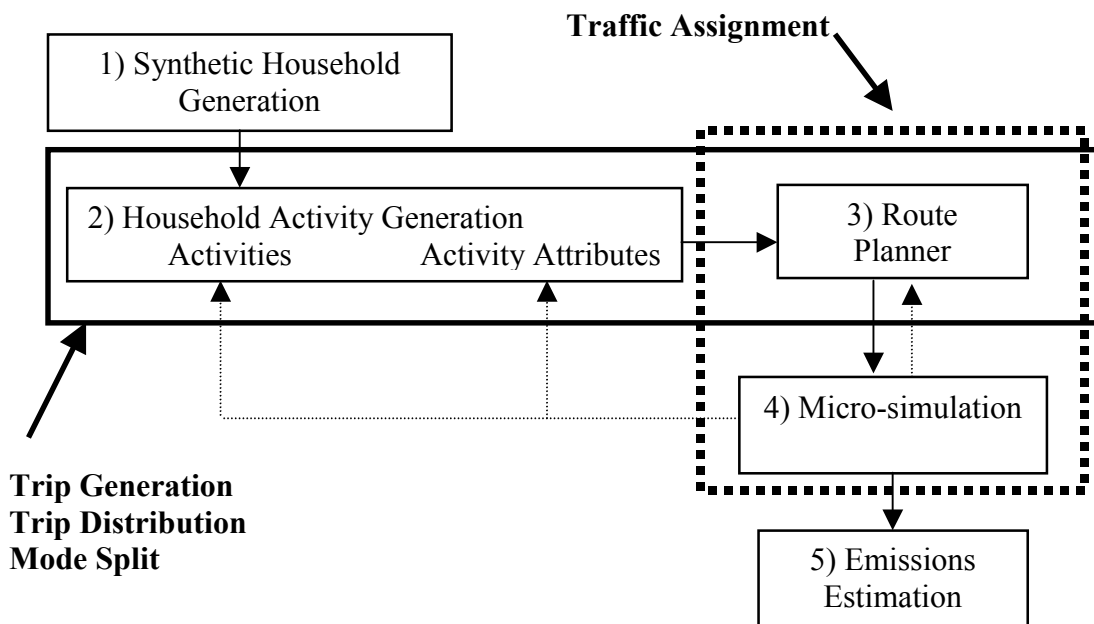 Traffic Assignment
1) Synthetic Household
Generation
2) Household Activity Generation
Activities Activity Attributes
3) Route
Planner
4) Micro-simulation
Trip Generation
Trip Distribution
Mode Split
5) Emissions
Estimation